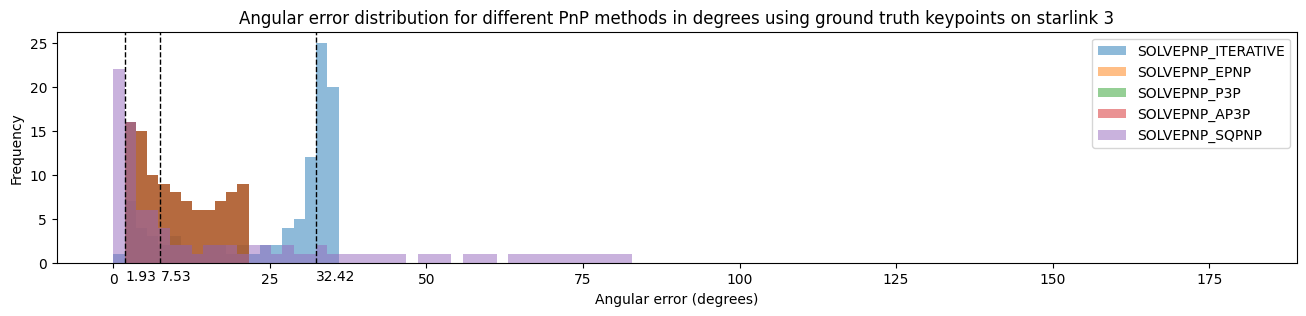 Angular error distribution for different PnP methods in degrees using ground truth keypoints on starlink 3
Frequency
25
20
15
10
5
0
SOLVEPNP_ITERATIVE
SOLVEPNP_EPNP
SOLVEPNP_P3P
SOLVEPNP_AP3P
SOLVEPNP_SQPNP
0 25 50 75 100 125 150 175
1.93 7.53 32.42
Angular error (degrees)